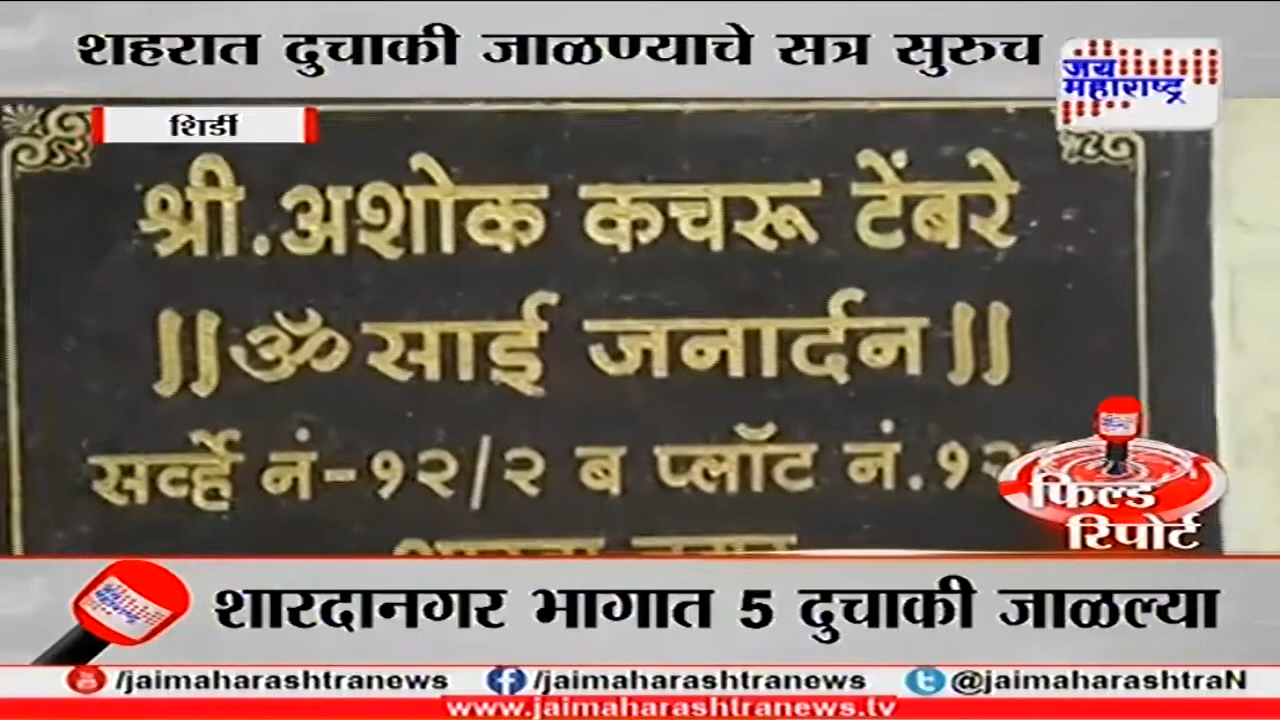 शहरात दुचाकी जाळण्याचे सत्र सुरुच
जय
महाराष्ट्र
शिर्डी
श्री.अशोक कचरू टेंबरे
||ॐ साई जनार्दन||
सर्व्हे नं-१२/२ ब प्लॉट नं.
फिल्ड
रिपोर्ट
शारदानगर भागात 5 दुचाकी जाळल्या
/jaimaharashtranews /jaimaharashtranews @jaimaharashtraN
www.jaimaharashtranews.tv